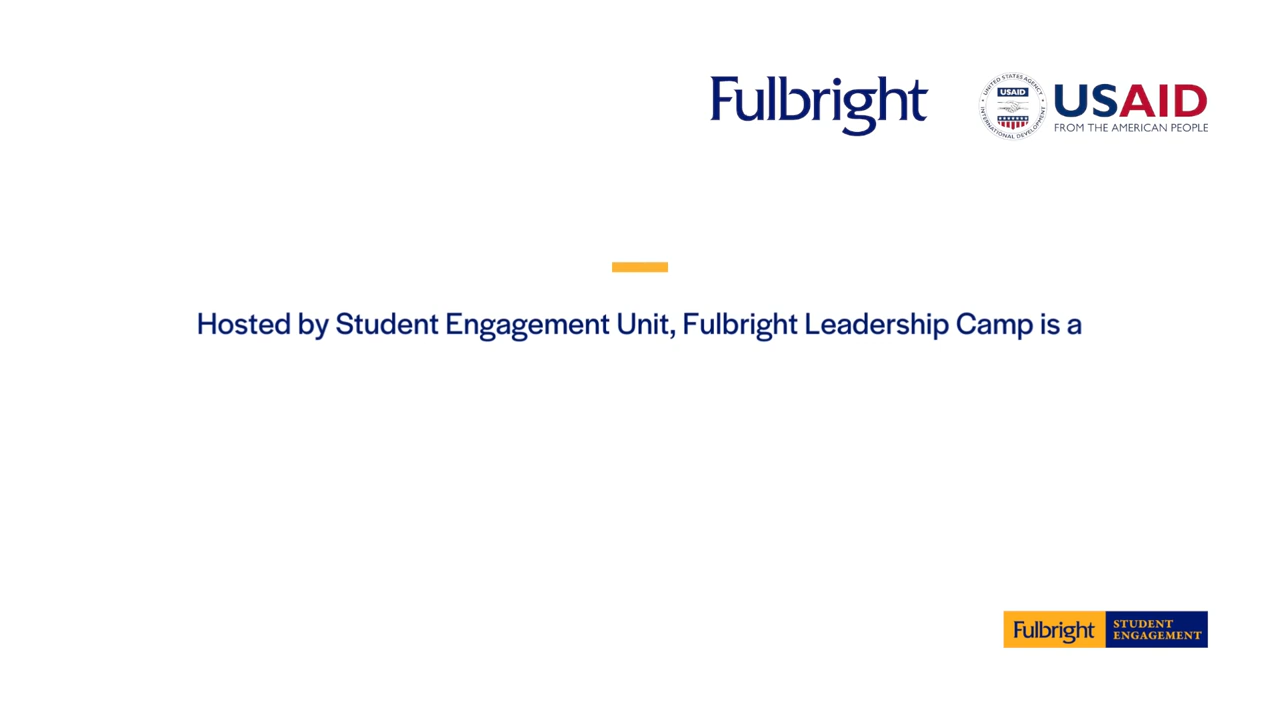 Fulbright
UNITED STATES AGENCY
INTERNATIONAL DEVELOPMENT
USAID
USAID
FROM THE AMERICAN PEOPLE
Hosted by Student Engagement Unit, Fulbright Leadership Camp is a
Fulbright
STUDENT
ENGAGEMENT